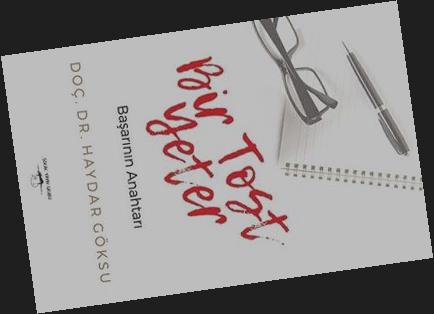 Bir Tost
Yeter
Başarının Anahtarı
DOÇ. DR. HAYDAR GÖKSU